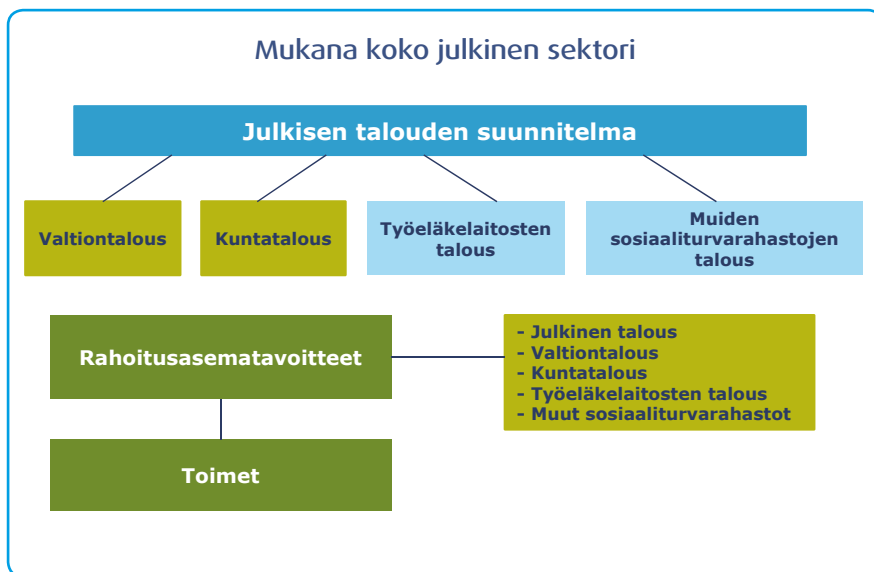 Mukana koko julkinen sektori
Julkisen talouden suunnitelma
Valtiontalous
Kuntatalous
Työeläkelaitosten
talous
Muiden
sosiaaliturvarahastojen
talous
Rahoitusasematavoitteet
- Julkinen talous
- Valtiontalous
- Kuntatalous
- Työeläkelaitosten talous
- Muut sosiaaliturvarahastot
Toimet